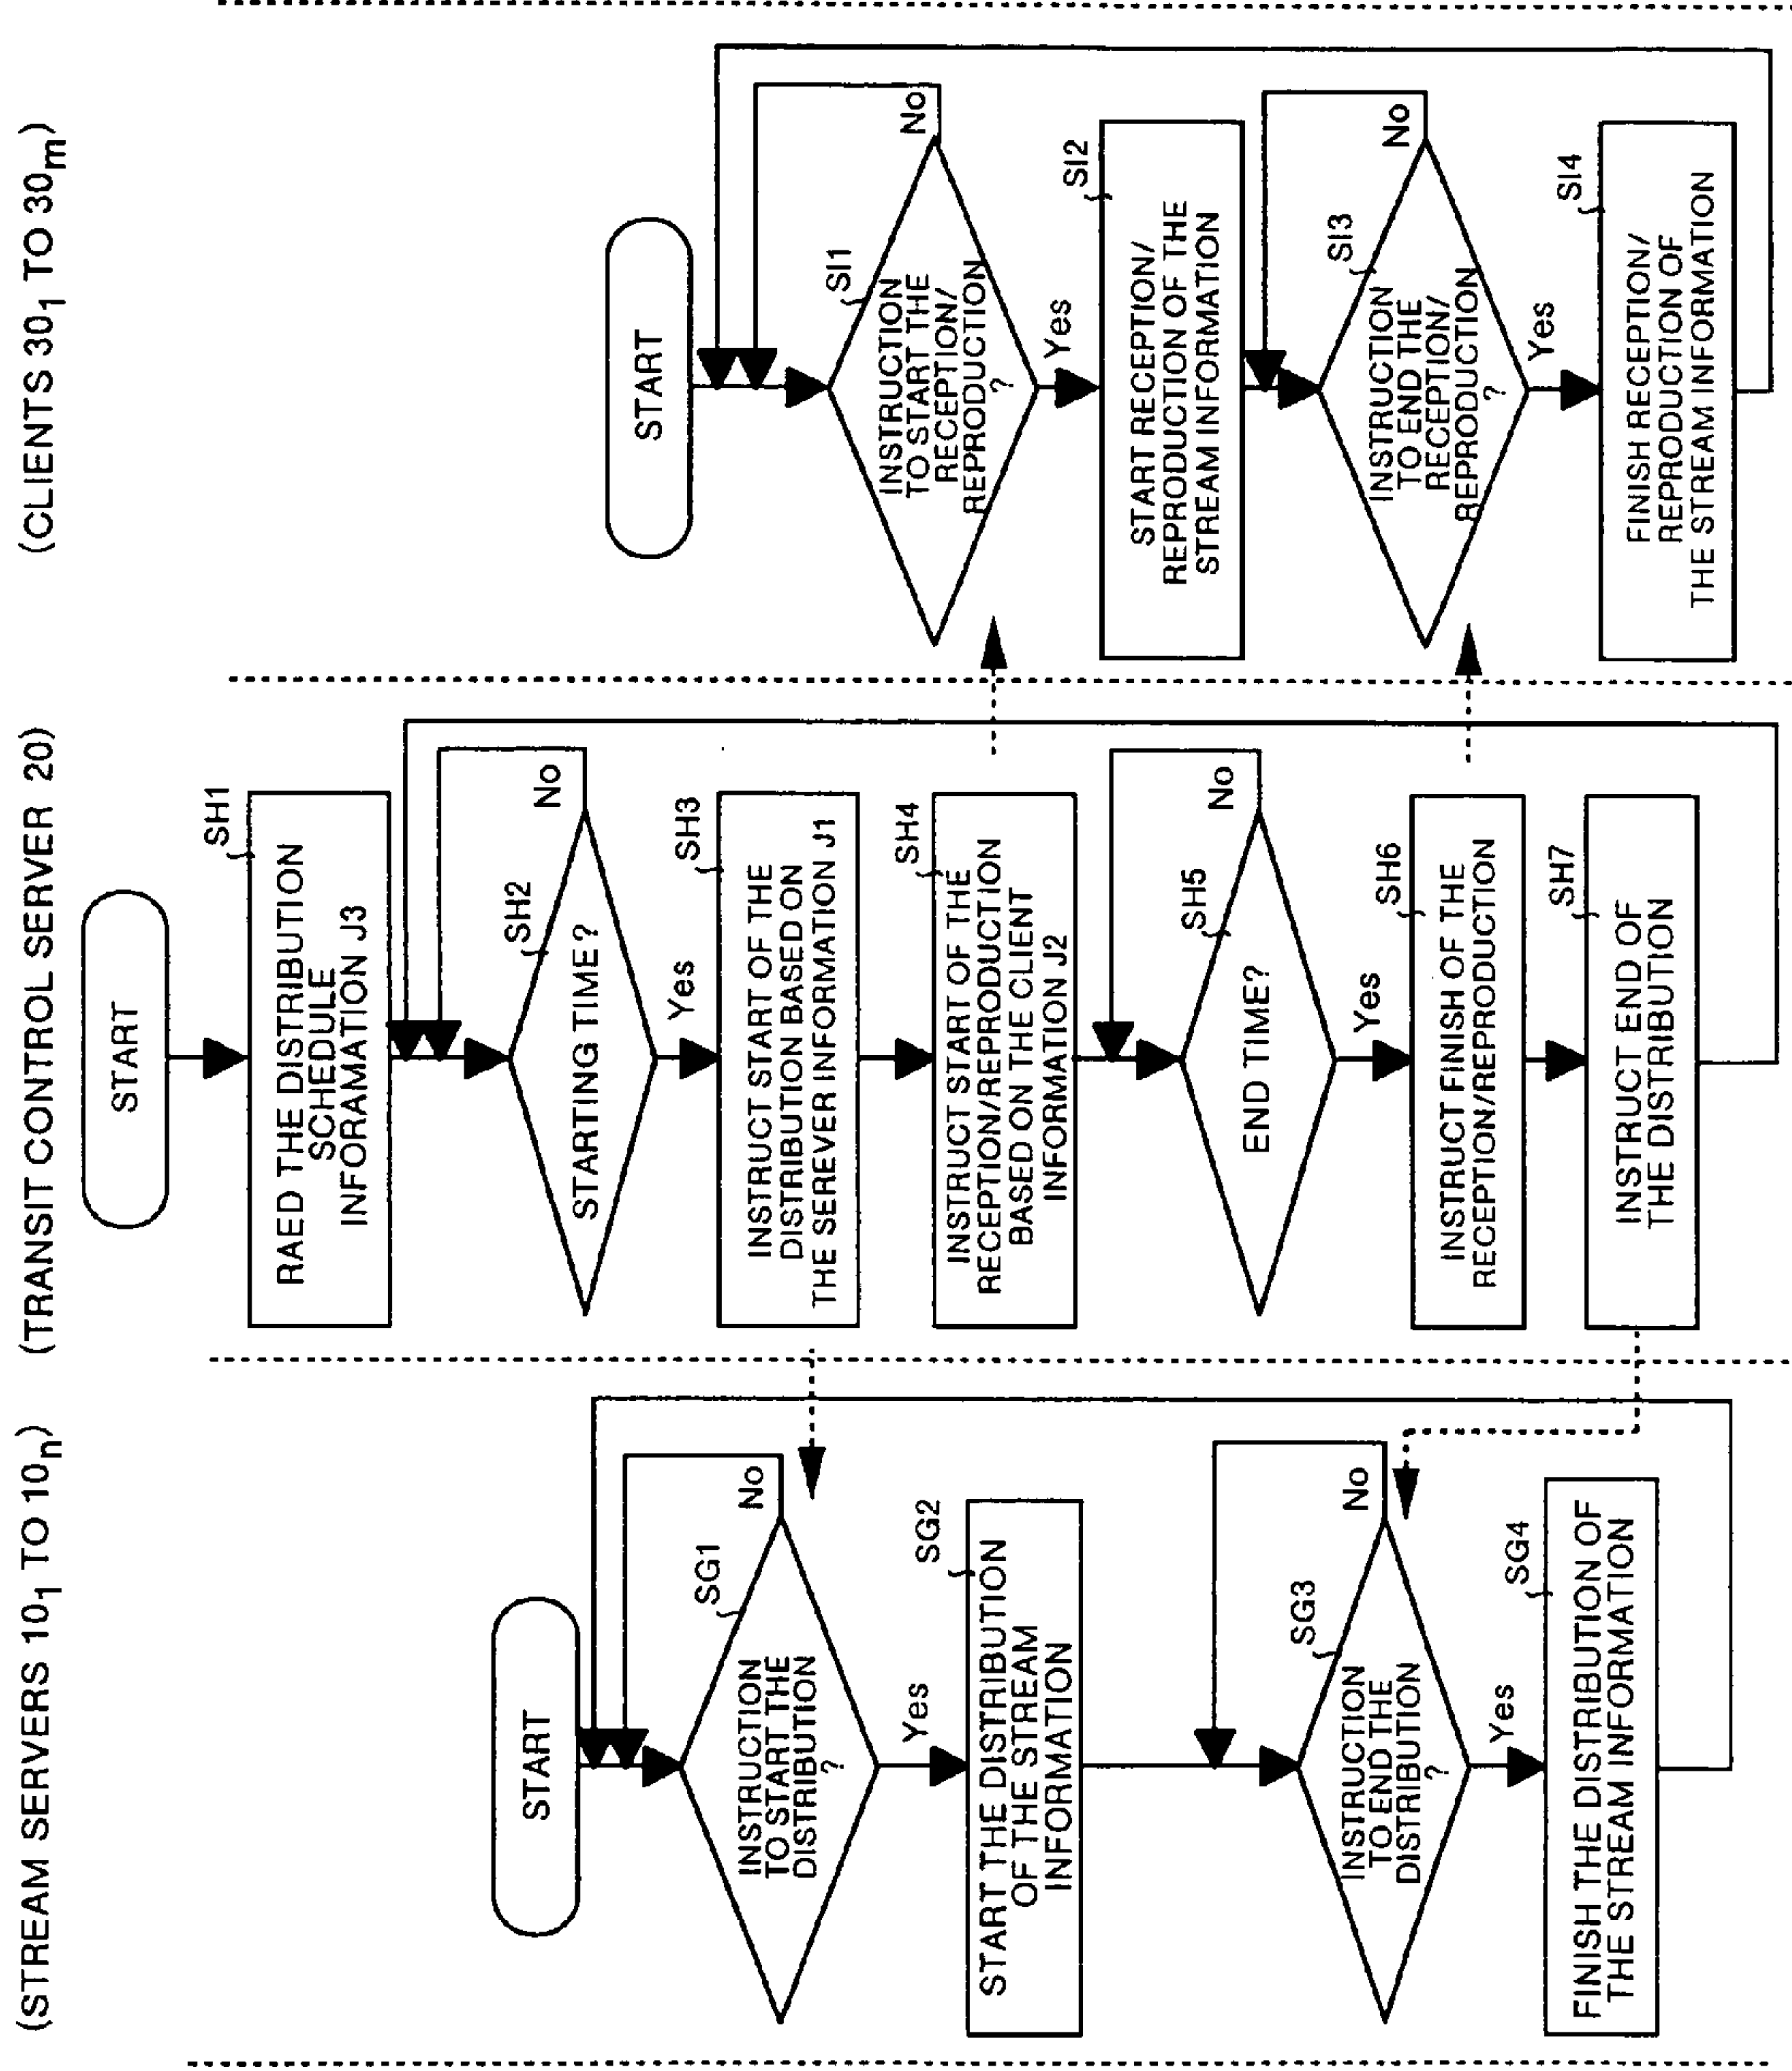 (STREAM SERVERS 10₁ TO 10ₙ)
START
SG1
INSTRUCTION
TO START THE
DISTRIBUTION
?
No
Yes
SG2
START THE DISTRIBUTION
OF THE STREAM
INFORMATION
SG3
INSTRUCTION
TO END THE
DISTRIBUTION
?
No
Yes
SG4
FINISH THE DISTRIBUTION OF
THE STREAM INFORMATION
(TRANSIT CONTROL SERVER 20)
START
SH1
RAED THE DISTRIBUTION
SCHEDULE
INFORAMATION J3
SH2
STARTING TIME?
No
Yes
SH3
INSTRUCT START OF THE
DISTRIBUTION BASED ON
THE SEREVER INFORMATION J1
SH4
INSTRUCT START OF THE
RECEPTION/REPRODUCTION
BASED ON THE CLIENT
INFORMATION J2
SH5
END TIME?
No
Yes
SH6
INSTRUCT FINISH OF THE
RECEPTION/REPRODUCTION
SH7
INSTRUCT END OF
THE DISTRIBUTION
(CLIENTS 30₁ TO 30ₘ)
START
SI1
INSTRUCTION
TO START THE
RECEPTION/
REPRODUCTION
?
No
Yes
SI2
START RECEPTION/
REPRODUCTION OF THE
STREAM INFORMATION
SI3
INSTRUCTION
TO END THE
RECEPTION/
REPRODUCTION
?
No
Yes
SI4
FINISH RECEPTION/
REPRODUCTION OF
THE STREAM INFORMATION